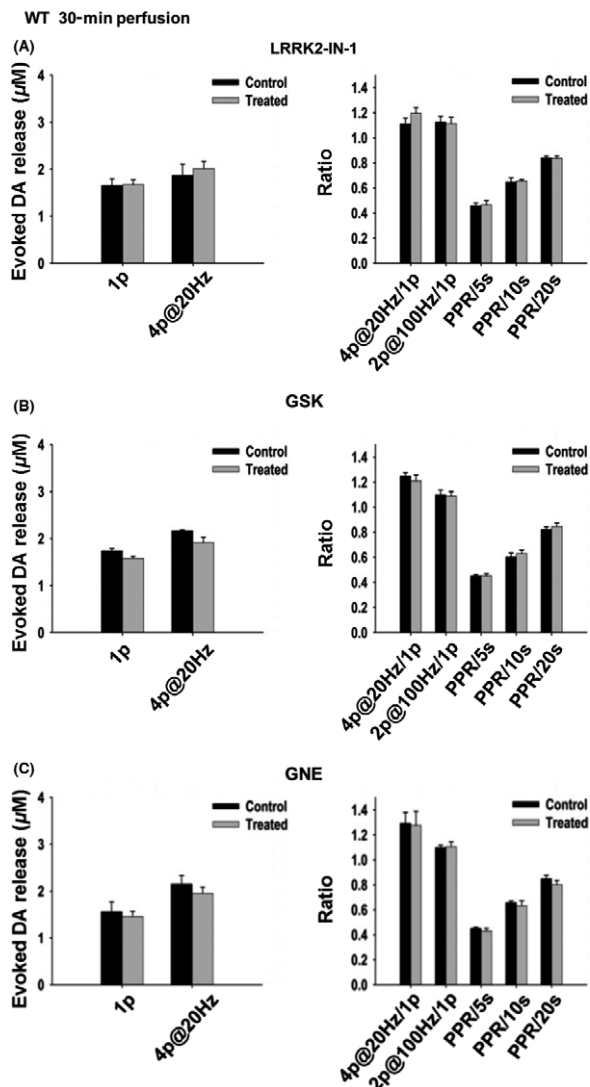 WT 30-min perfusion
(A)
LRRK2-IN-1
Evoked DA release (µM)
4
3
2
1
0
Control
Treated
1p
4p@20Hz
Ratio
1.4
1.2
1.0
0.8
0.6
0.4
0.2
0.0
Control
Treated
4p@20Hz/1p
2p@100Hz/1p
PPR/5s
PPR/10s
PPR/20s
(B)
GSK
Evoked DA release (µM)
4
3
2
1
0
Control
Treated
1p
4p@20Hz
Ratio
1.4
1.2
1.0
0.8
0.6
0.4
0.2
0.0
Control
Treated
4p@20Hz/1p
2p@100Hz/1p
PPR/5s
PPR/10s
PPR/20s
(C)
GNE
Evoked DA release (µM)
4
3
2
1
0
Control
Treated
1p
4p@20Hz
Ratio
1.4
1.2
1.0
0.8
0.6
0.4
0.2
0.0
Control
Treated
4p@20Hz/1p
2p@100Hz/1p
PPR/5s
PPR/10s
PPR/20s